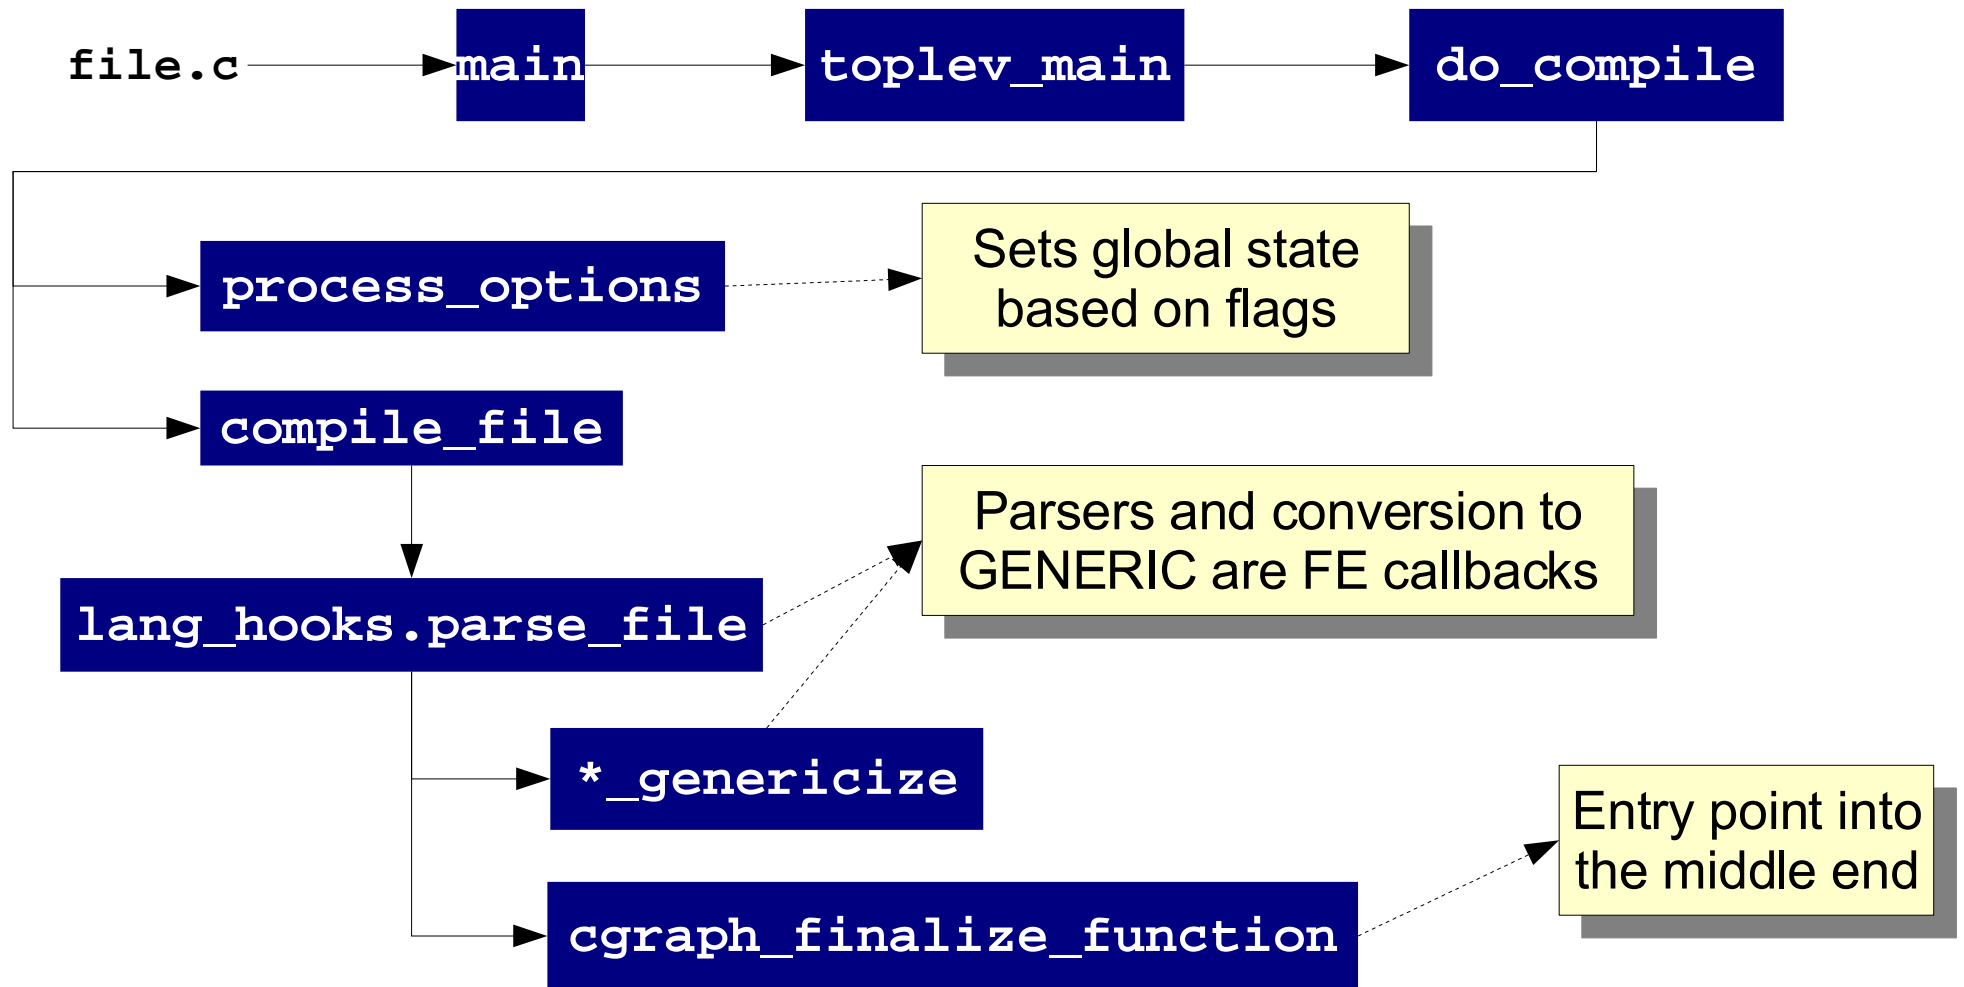 file.c
main
toplev_main
do_compile
process_options
Sets global state
based on flags
compile_file
Parsers and conversion to
GENERIC are FE callbacks
lang_hooks.parse_file
*_genericize
Entry point into
the middle end
cgraph_finalize_function